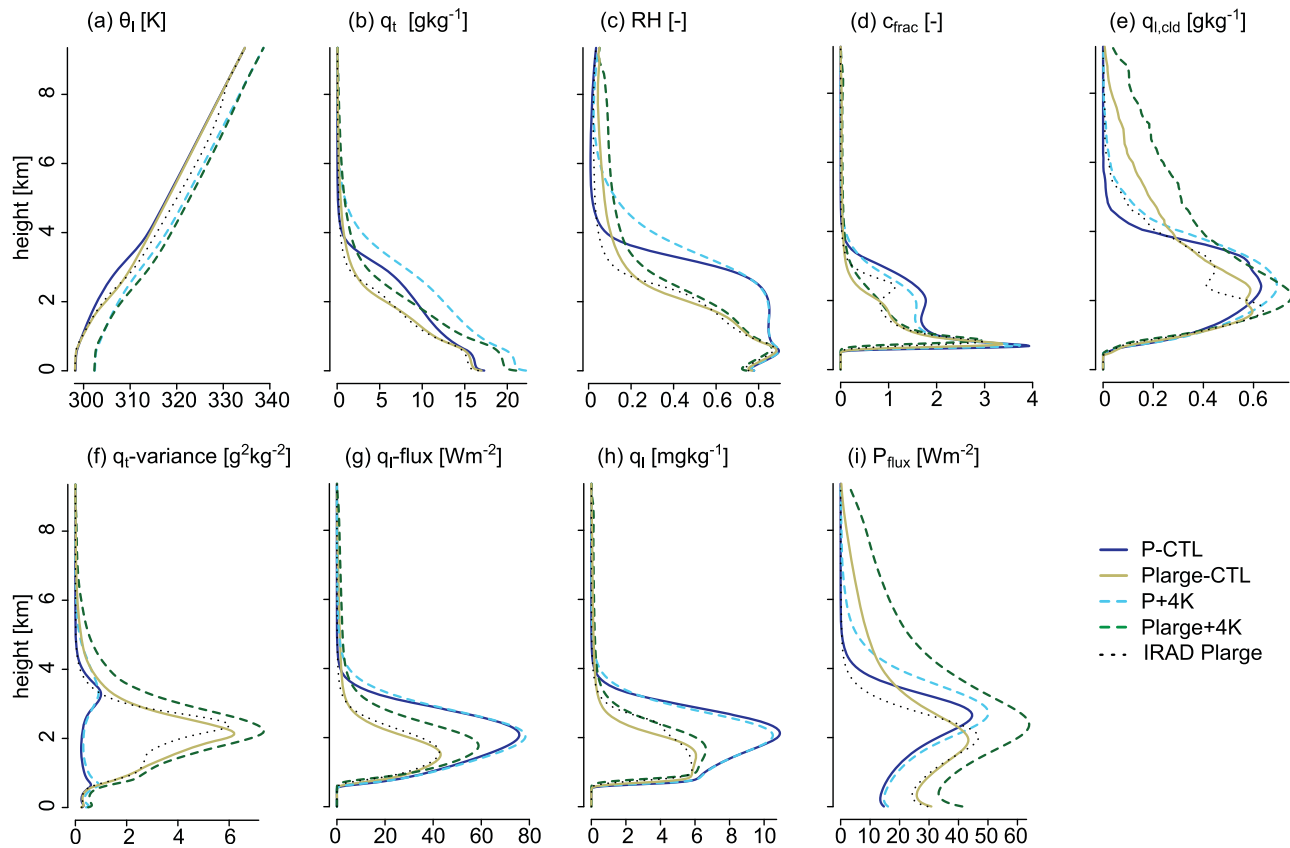 (a) θl [K] (b) qt [gkg-1] (c) RH [-] (d) cfrac [-] (e) ql,cld [gkg-1]
height [km]
8
6
4
2
0
300 310 320 330 340
0 5 10 15 20
0 0.2 0.4 0.6 0.8
0 1 2 3 4
0 0.2 0.4 0.6
(f) qt-variance [g2kg-2] (g) ql-flux [Wm-2] (h) ql [mgkg-1] (i) Pflux [Wm-2]
height [km]
8
6
4
2
0
0 2 4 6
0 20 40 60 80
0 2 4 6 8 10
0 10 20 30 40 50 60
P-CTL
Plarge-CTL
P+4K
Plarge+4K
IRAD Plarge